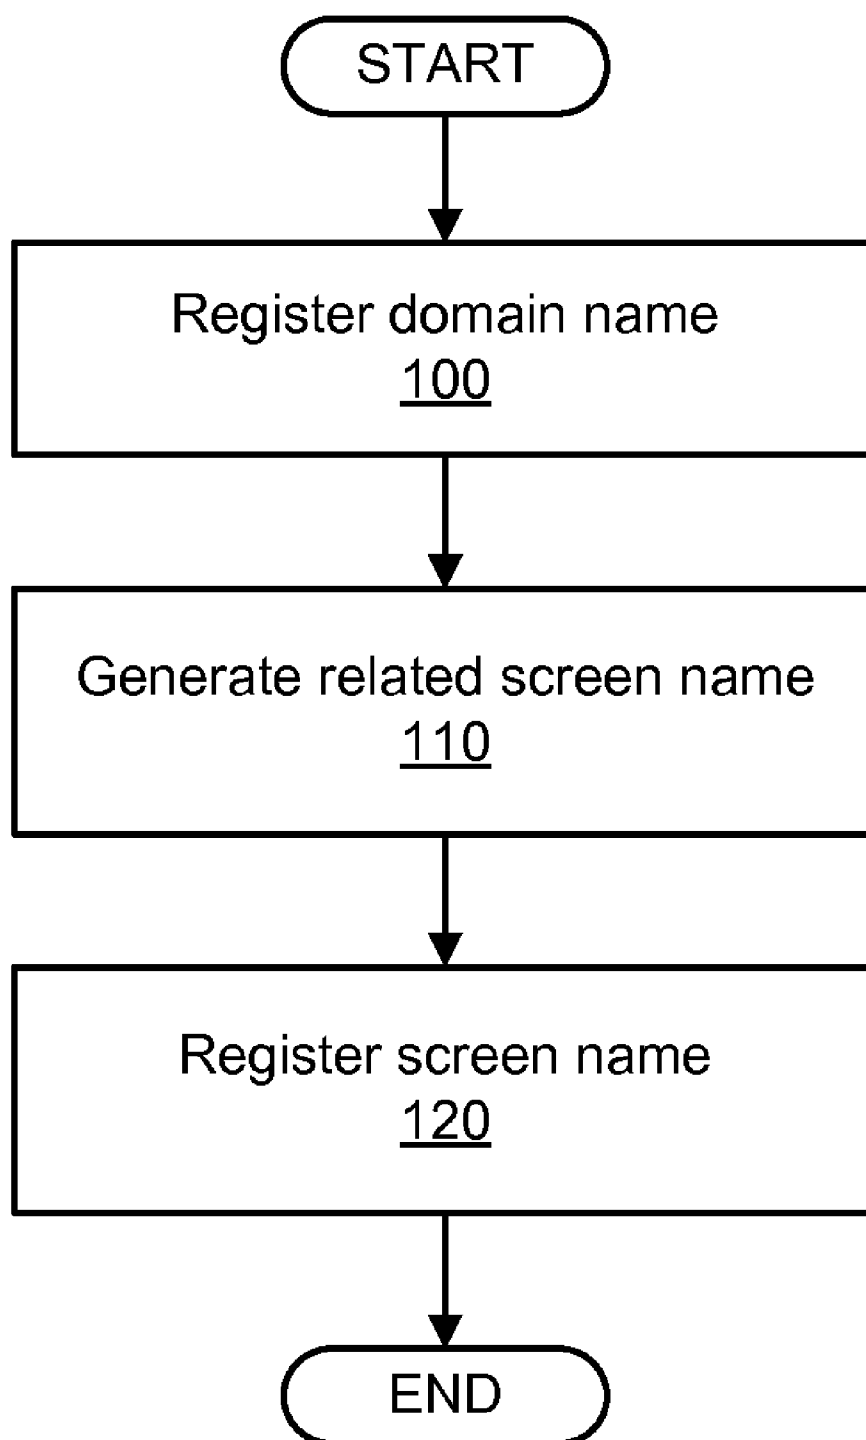 START
Register domain name
100
Generate related screen name
110
Register screen name
120
END